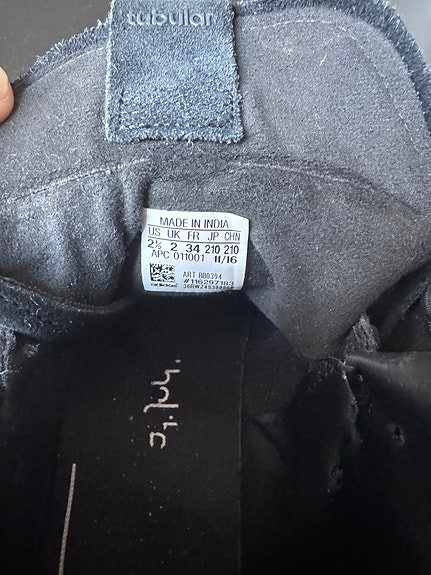 tubular
MADE IN INDIA
US UK FR JP CHN
2½ 2 34 210 210
APC 011001 11/16
ART BB0394
#116297183
adidas